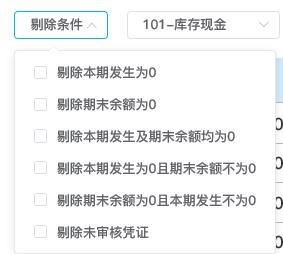 剔除条件
101-库存现金
剔除本期发生为0
剔除期末余额为0
剔除本期发生及期末余额均为0
剔除本期发生为0且期末余额不为0
剔除期末余额为0且本期发生不为0
剔除未审核凭证
0
0
0
0